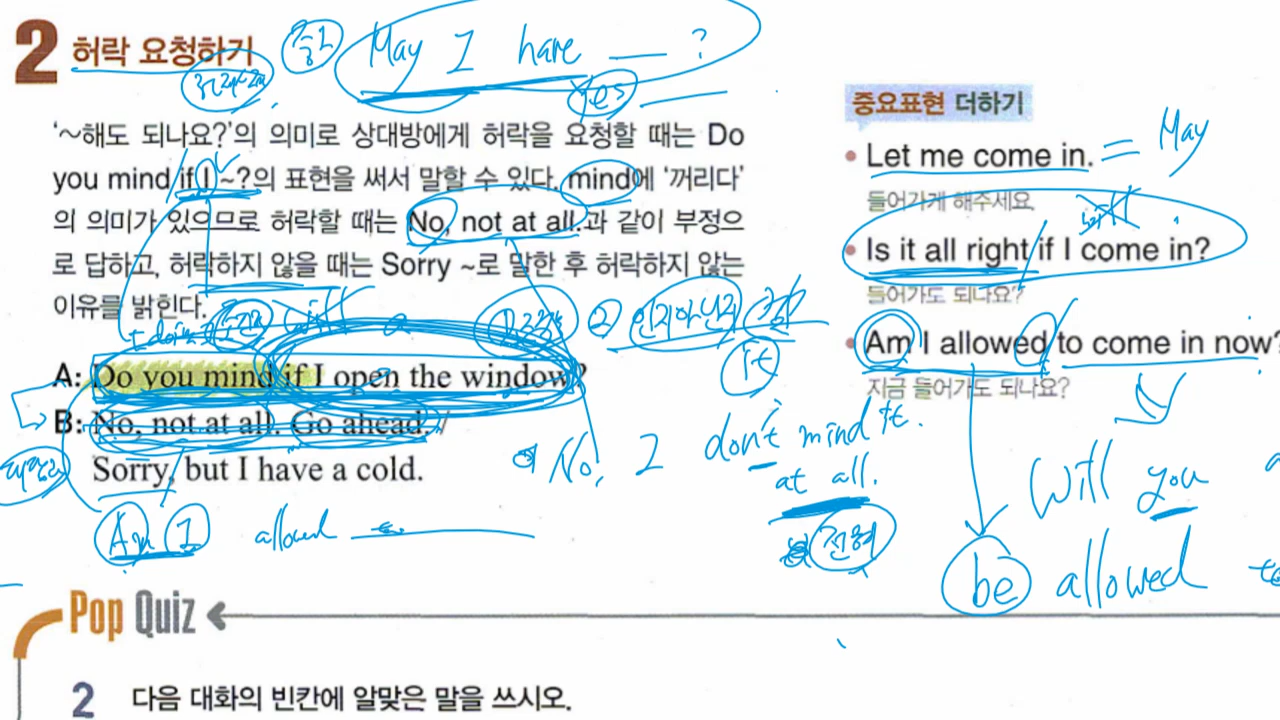 2 허락 요청하기
May I have ___ ?
Yes
'~해도 되나요?'의 의미로 상대방에게 허락을 요청할 때는 Do
you mind if I ~?의 표현을 써서 말할 수 있다. mind에 '꺼리다'
의 의미가 있으므로 허락할 때는 No, not at all.과 같이 부정으
로 답하고, 허락하지 않을 때는 Sorry ~로 말한 후 허락하지 않는
이유를 밝힌다.
A: Do you mind if I open the window?
B: No, not at all. Go ahead. /
Sorry, but I have a cold.
Am I allowed
② 인지아닌지
it
No, I don't mind it.
at all.
전혀
중요표현 더하기
• Let me come in. = May
들어가게 해주세요.
• Is it all right if I come in?
들어가도 되나요?
• Am I allowed to come in now?
지금 들어가도 되나요?
Will you
be allowed
Pop Quiz
2 다음 대화의 빈칸에 알맞은 말을 쓰시오.